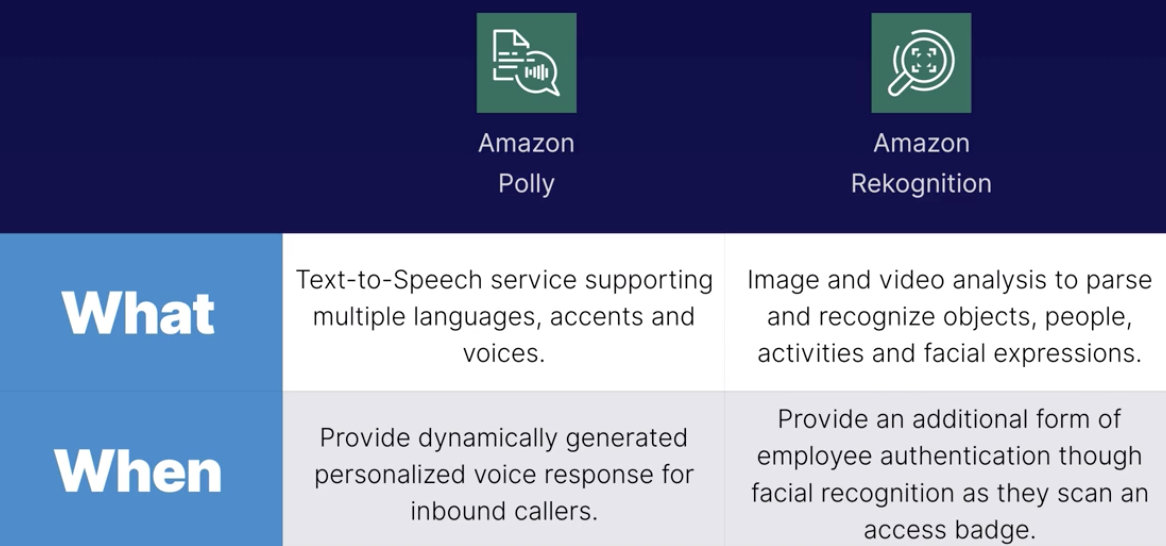 Amazon
Polly
Amazon
Rekognition
What
Text-to-Speech service supporting
multiple languages, accents and
voices.
Image and video analysis to parse
and recognize objects, people,
activities and facial expressions.
When
Provide dynamically generated
personalized voice response for
inbound callers.
Provide an additional form of
employee authentication though
facial recognition as they scan an
access badge.